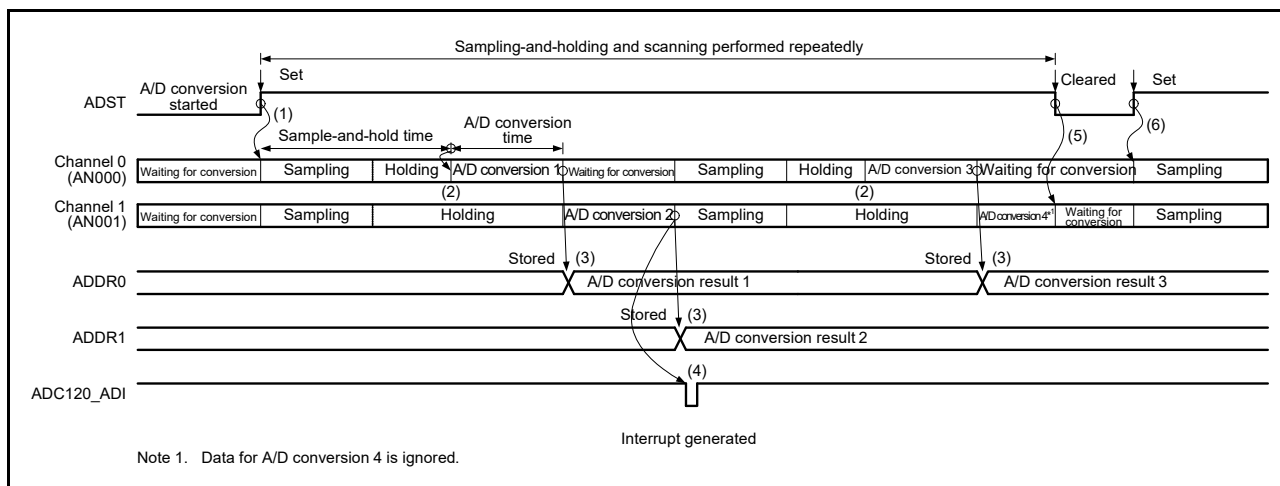 Sampling-and-holding and scanning performed repeatedly
A/D conversion
started
Set
Cleared
Set
ADST
(1)
(5)
(6)
Sample-and-hold time
A/D conversion
time
Channel 0
(AN000)
Waiting for conversion
Sampling
Holding
A/D conversion 1
Waiting for conversion
Sampling
Holding
A/D conversion 3
Waiting for conversion
Sampling
(2)
(2)
Channel 1
(AN001)
Waiting for conversion
Sampling
Holding
A/D conversion 2
Sampling
Holding
A/D conversion 4*1
Waiting for
conversion
Sampling
Stored
(3)
Stored
(3)
ADDR0
A/D conversion result 1
A/D conversion result 3
Stored
(3)
ADDR1
A/D conversion result 2
(4)
ADC120_ADI
Interrupt generated
Note 1. Data for A/D conversion 4 is ignored.